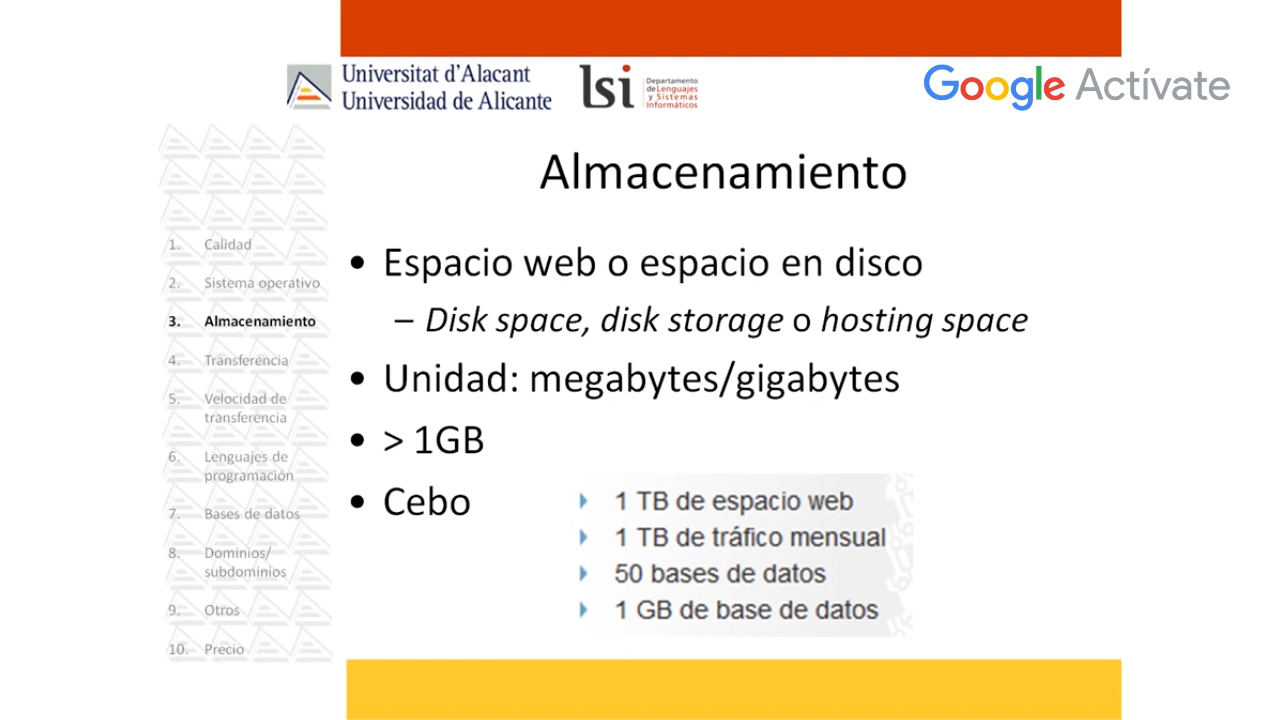 Universitat d'Alacant
Universidad de Alicante
lsi
Departamento
de Lenguajes
y Sistemas
Informáticos
Google Actívate
Almacenamiento
1. Calidad
2. Sistema operativo
3. Almacenamiento
4. Transferencia
5. Velocidad de
transferencia
6. Lenguajes de
programación
7. Bases de datos
8. Dominios/
subdominios
9. Otros
10. Precio
• Espacio web o espacio en disco
– Disk space, disk storage o hosting space
• Unidad: megabytes/gigabytes
• > 1GB
• Cebo
1 TB de espacio web
1 TB de tráfico mensual
50 bases de datos
1 GB de base de datos